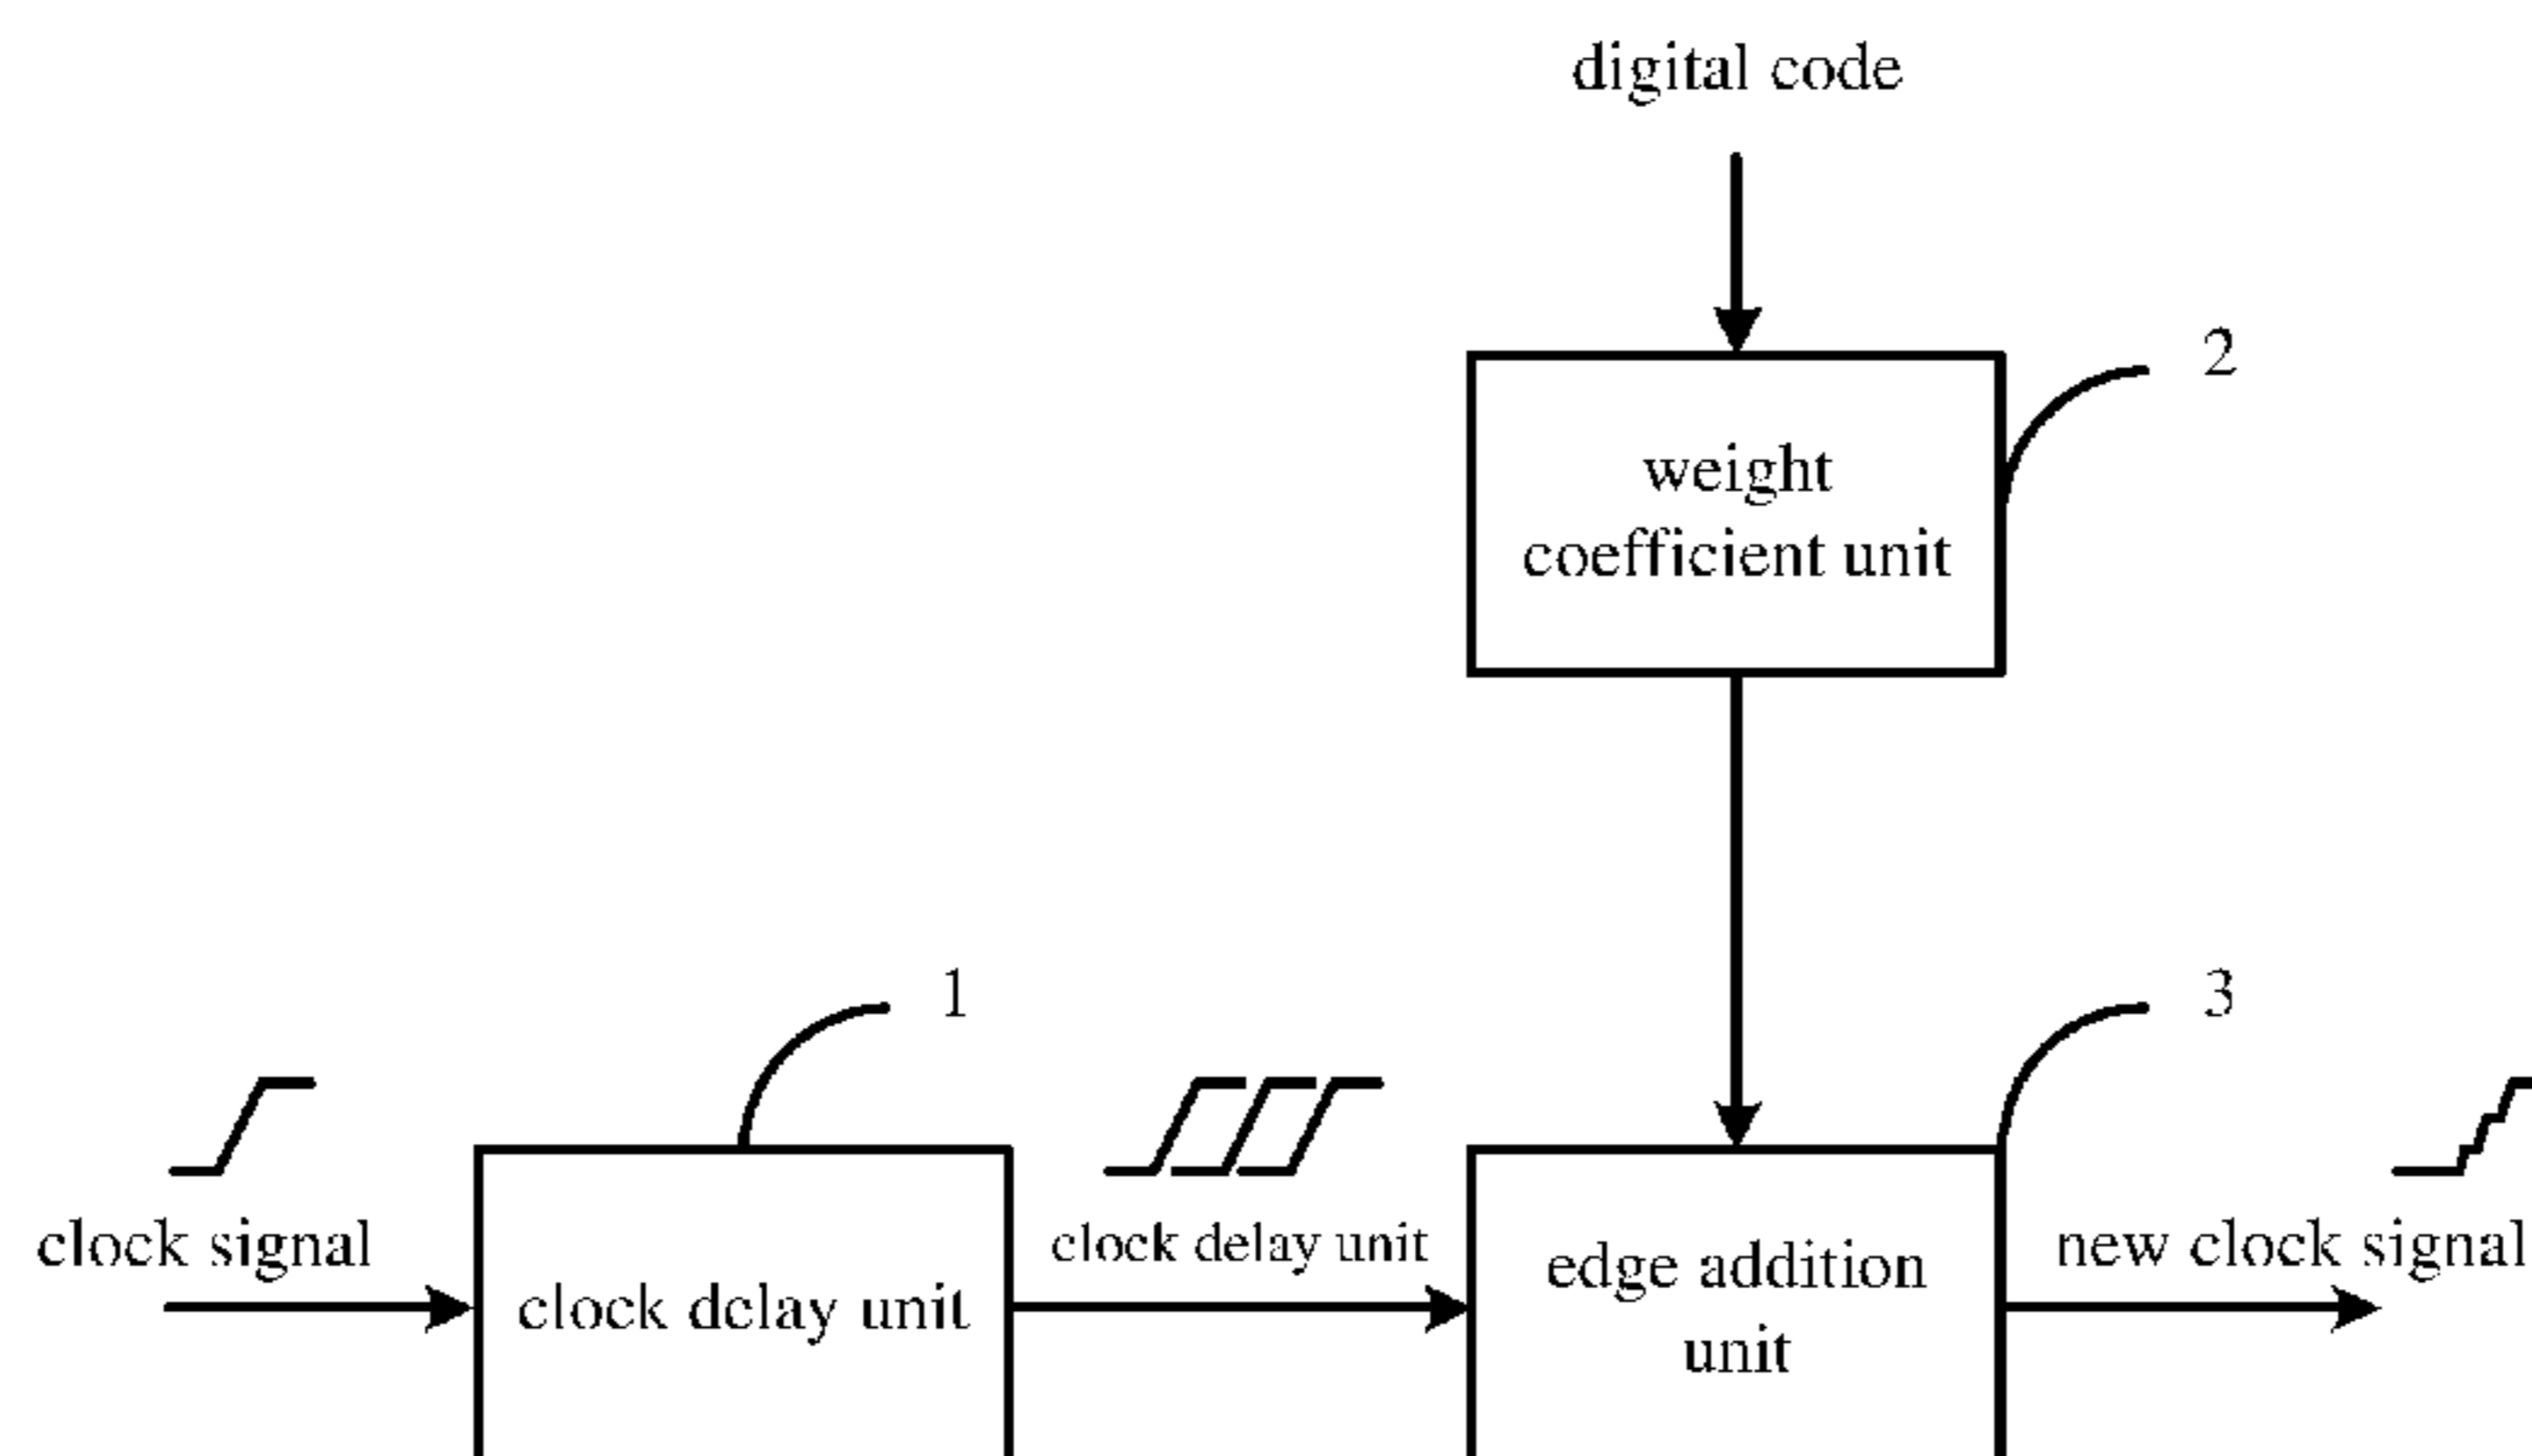 digital code
2
weight
coefficient unit
1
3
clock signal
clock delay unit
clock delay unit
edge addition
unit
new clock signal